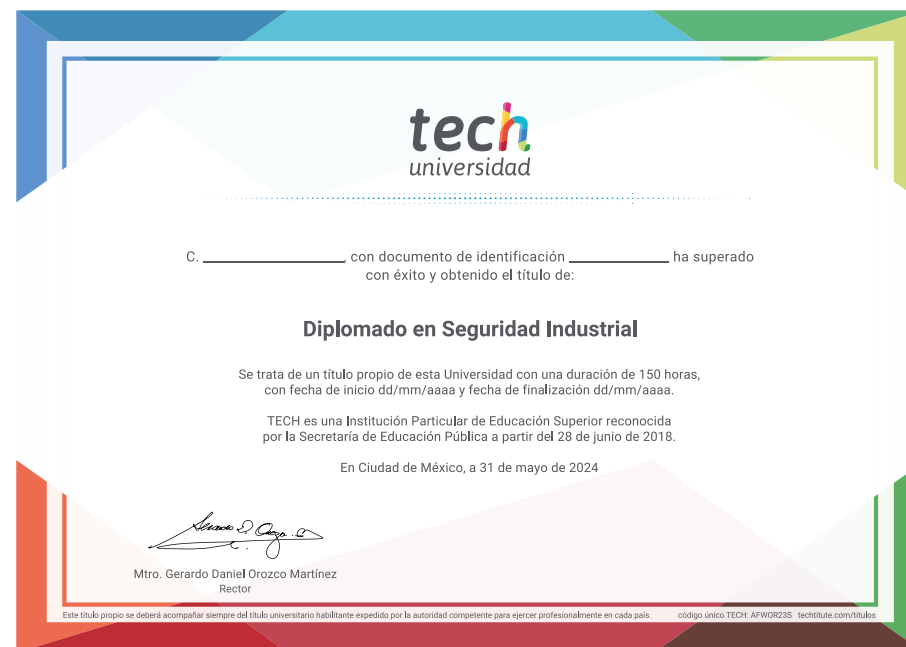 tech
universidad
C. ____________, con documento de identificación ____________ ha superado
con éxito y obtenido el título de:
Diplomado en Seguridad Industrial
Se trata de un título propio de esta Universidad con una duración de 150 horas,
con fecha de inicio dd/mm/aaaa y fecha de finalización dd/mm/aaaa.
TECH es una Institución Particular de Educación Superior reconocida
por la Secretaría de Educación Pública a partir del 28 de junio de 2018.
En Ciudad de México, a 31 de mayo de 2024
Mtro. Gerardo Daniel Orozco Martínez
Rector
Este título propio se deberá acompañar siempre del título universitario habilitante expedido por la autoridad competente para ejercer profesionalmente en cada país. código único TECH: AFWOR23S techtitute.com/titulos